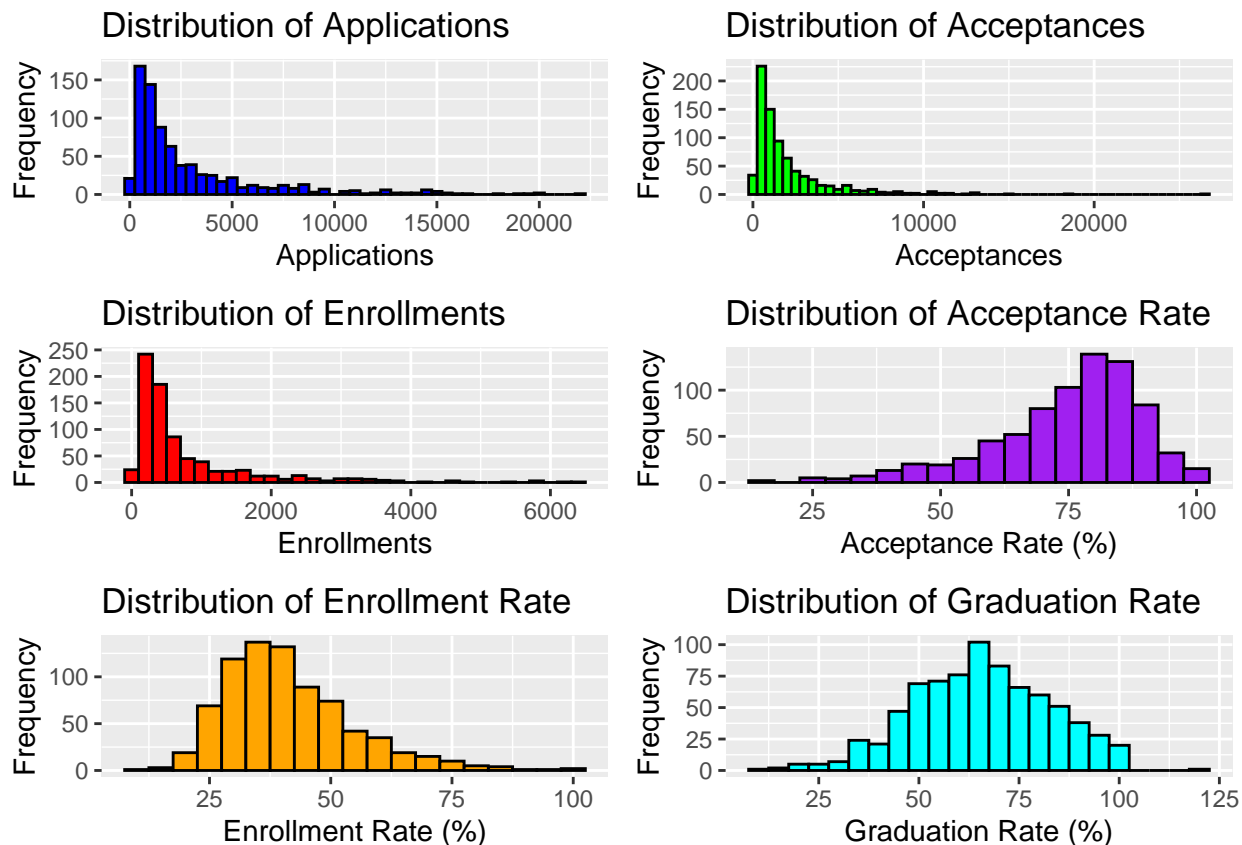 Distribution of Applications
Frequency
150
100
50
0
0 5000 10000 15000 20000
Applications
Distribution of Acceptances
Frequency
200
150
100
50
0
0 10000 20000
Acceptances
Distribution of Enrollments
Frequency
250
200
150
100
50
0
0 2000 4000 6000
Enrollments
Distribution of Acceptance Rate
Frequency
100
50
0
25 50 75 100
Acceptance Rate (%)
Distribution of Enrollment Rate
Frequency
100
50
0
25 50 75 100
Enrollment Rate (%)
Distribution of Graduation Rate
Frequency
100
75
50
25
0
25 50 75 100 125
Graduation Rate (%)